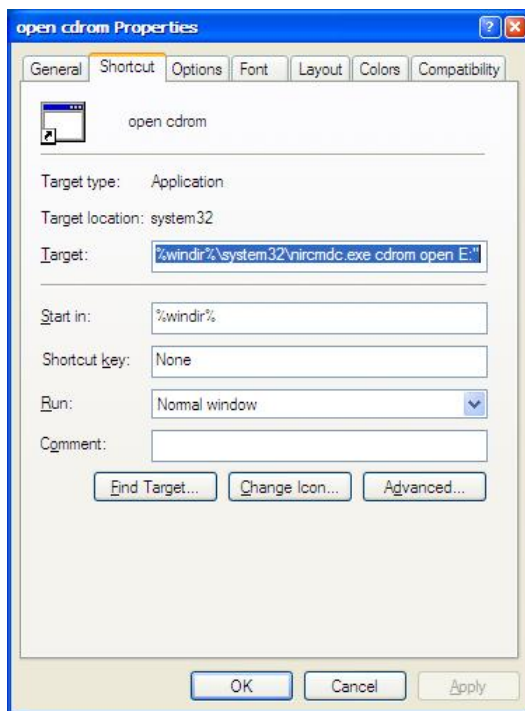 open cdrom Properties
General Shortcut Options Font Layout Colors Compatibility
open cdrom
Target type: Application
Target location: system32
Target: %windir%\system32\nircmdc.exe cdrom open E:"
Start in: %windir%
Shortcut key: None
Run: Normal window
Comment:
Find Target... Change Icon... Advanced...
OK Cancel Apply